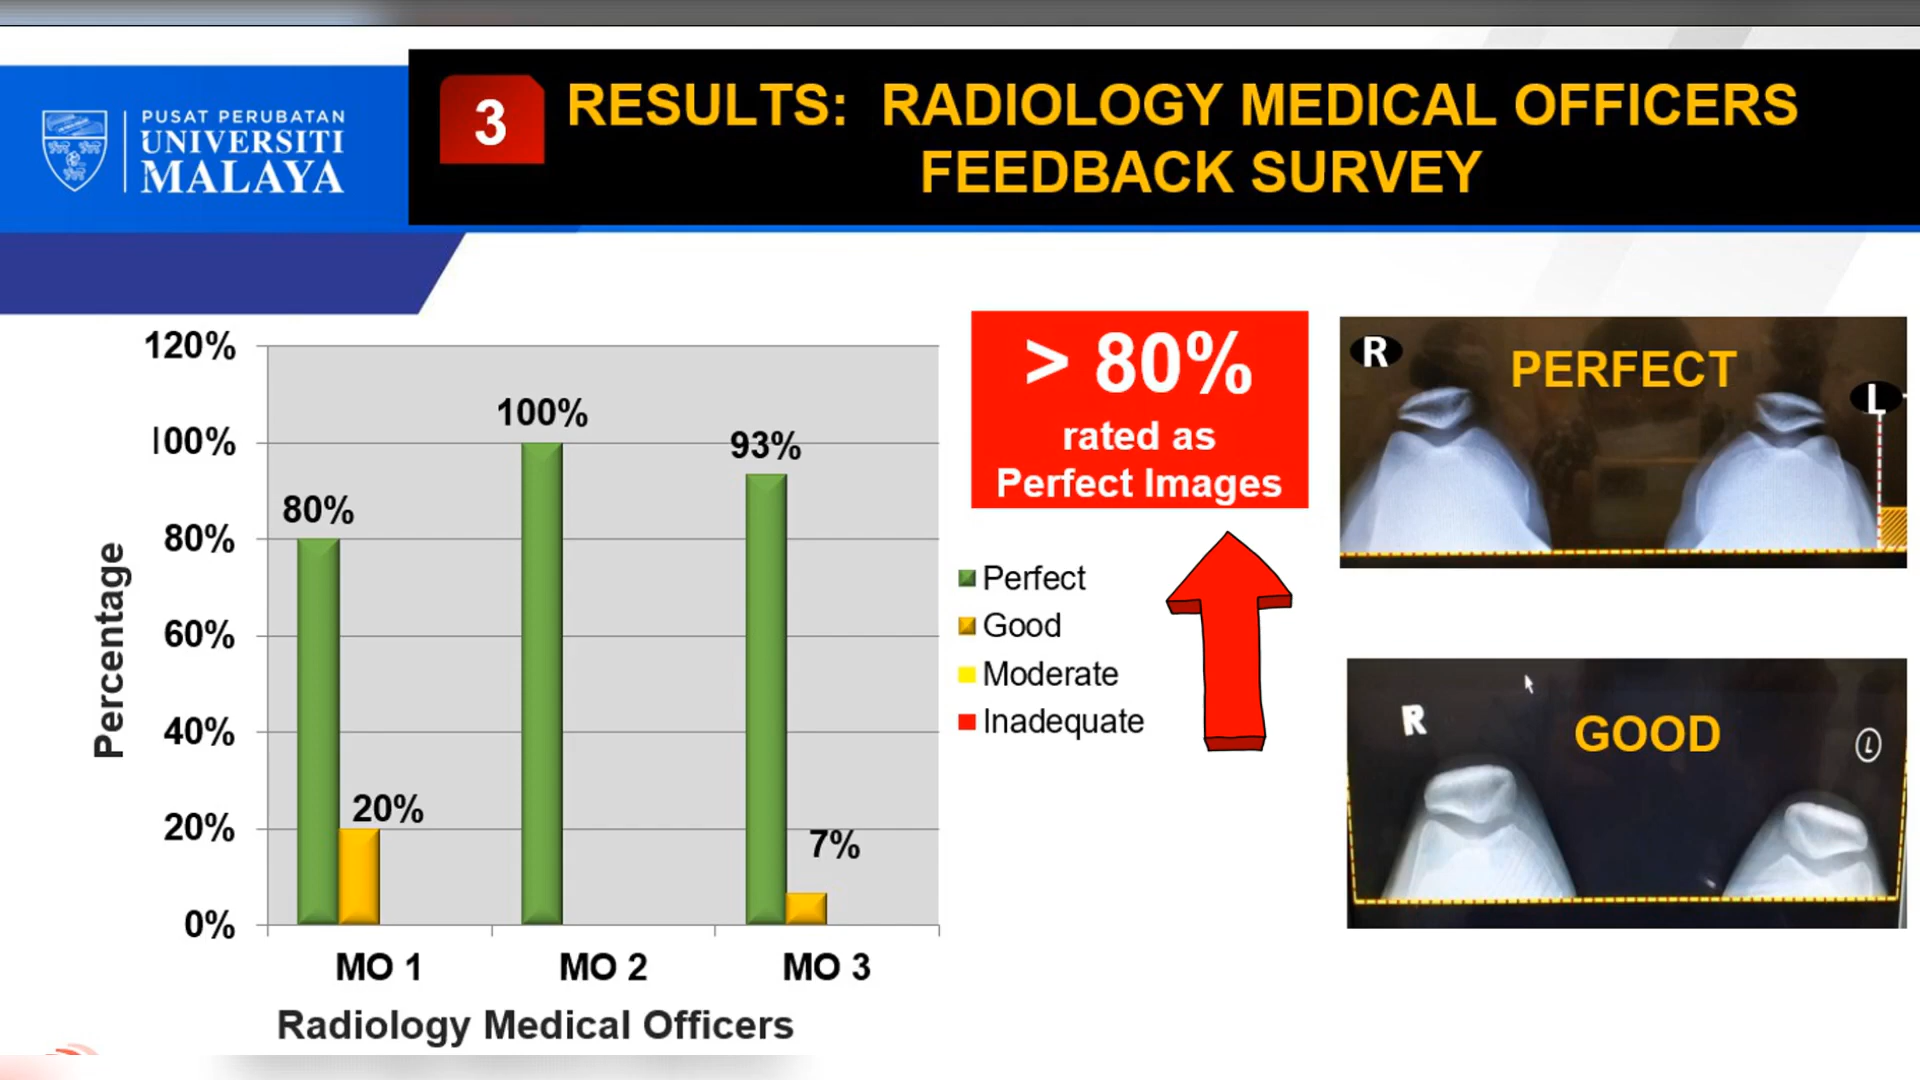 PUSAT PERUBATAN
UNIVERSITI
MALAYA
3
RESULTS: RADIOLOGY MEDICAL OFFICERS
FEEDBACK SURVEY
120%
100%
80%
60%
40%
20%
0%
Percentage
80%
20%
100%
93%
7%
MO 1
MO 2
MO 3
Radiology Medical Officers
> 80%
rated as
Perfect Images
Perfect
Good
Moderate
Inadequate
R
PERFECT
L
R
GOOD
L